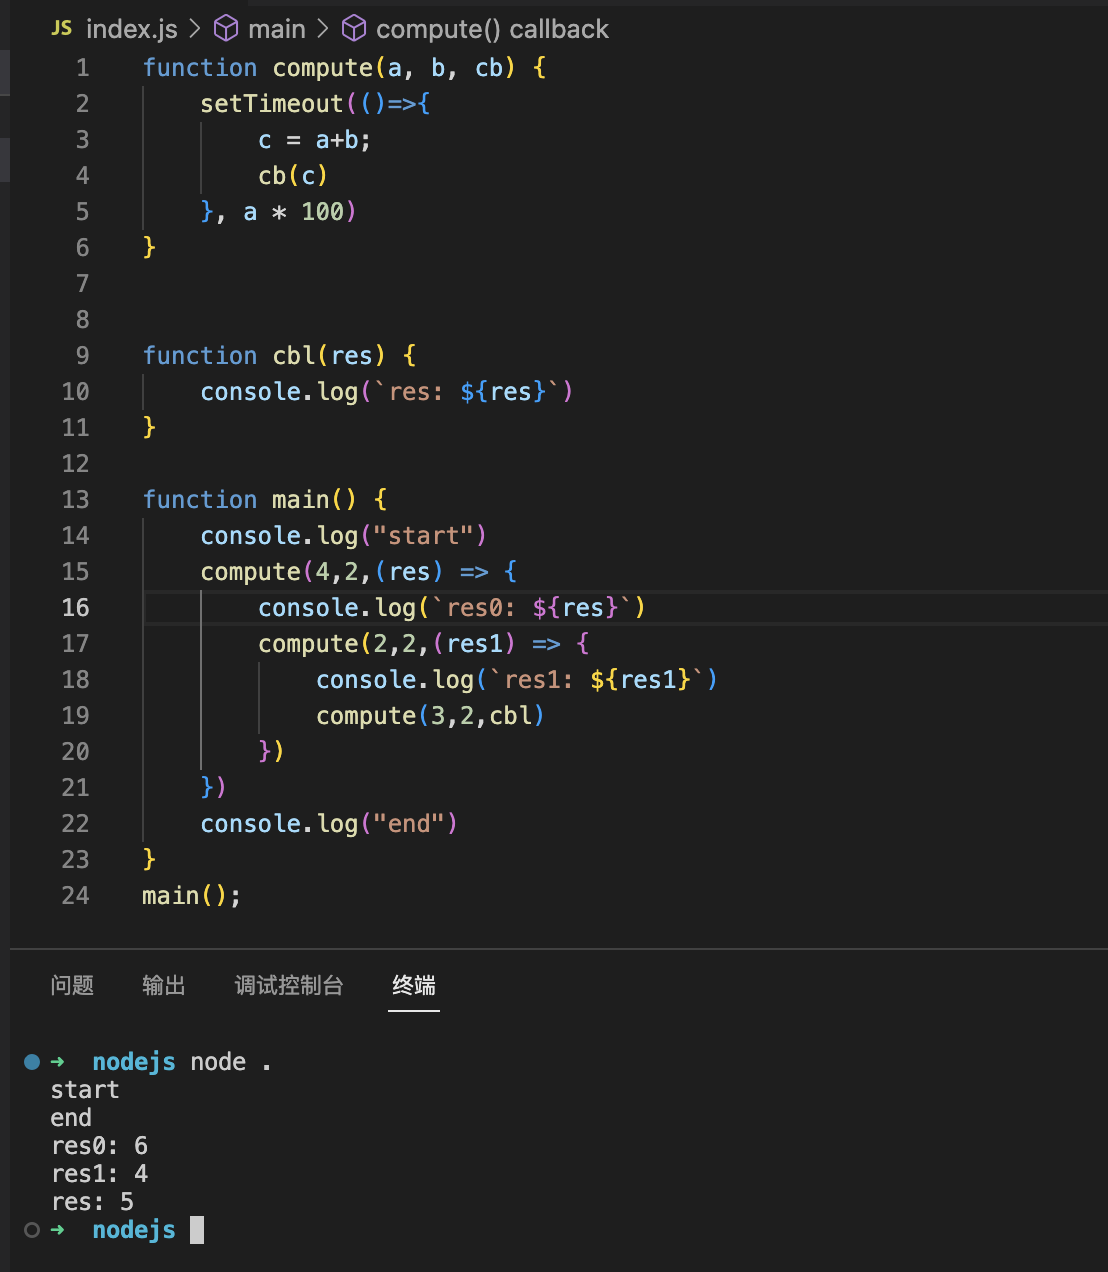 JS index.js > main > compute() callback
1 function compute(a, b, cb) {
2     setTimeout(()=>{
3         c = a+b;
4         cb(c)
5     }, a * 100)
6 }
7
8
9 function cbl(res) {
10     console.log(`res: ${res}`)
11 }
12
13 function main() {
14     console.log("start")
15     compute(4,2,(res) => {
16         console.log(`res0: ${res}`)
17         compute(2,2,(res1) => {
18             console.log(`res1: ${res1}`)
19             compute(3,2,cbl)
20         })
21     })
22     console.log("end")
23 }
24 main();
问题 输出 调试控制台 终端
➜ nodejs node .
start
end
res0: 6
res1: 4
res: 5
➜ nodejs